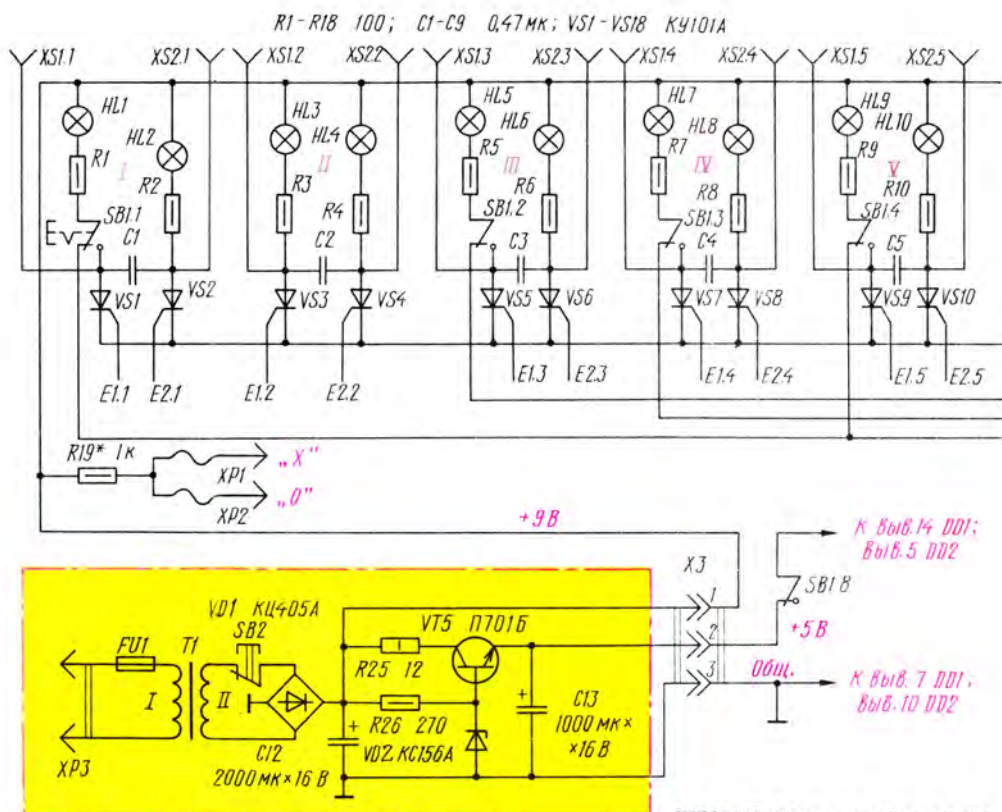 R1-R18 100; C1-C9 0,47 мк; VS1-VS18 КУ101А
XS1.1 XS2.1 XS1.2 XS2.2 XS1.3 XS2.3 XS1.4 XS2.4 XS1.5 XS2.5
HL1 HL2 HL3 HL4 HL5 HL6 HL7 HL8 HL9 HL10
R1 I R2 R3 II R4 R5 III R6 R7 IV R8 R9 V R10
SB1.1 SB1.2 SB1.3 SB1.4
C1 C2 C3 C4 C5
VS1 VS2 VS3 VS4 VS5 VS6 VS7 VS8 VS9 VS10
E1.1 E2.1 E1.2 E2.2 E1.3 E2.3 E1.4 E2.4 E1.5 E2.5
R19* 1к
XP1 „X"
XP2 „0"
+9 В
К выв. 14 DD1;
выв. 5 DD2
X3
SB1.8
1
2
3
+5 В
Общ.
К выв. 7 DD1;
выв. 10 DD2
VD1 КЦ405А
SB2
VT5 П701Б
FU1 T1
I II
R25 12
R26 270
VD2 КС156А
C12
2000 мк×16 В
C13
1000 мк×
×16 В
XP3